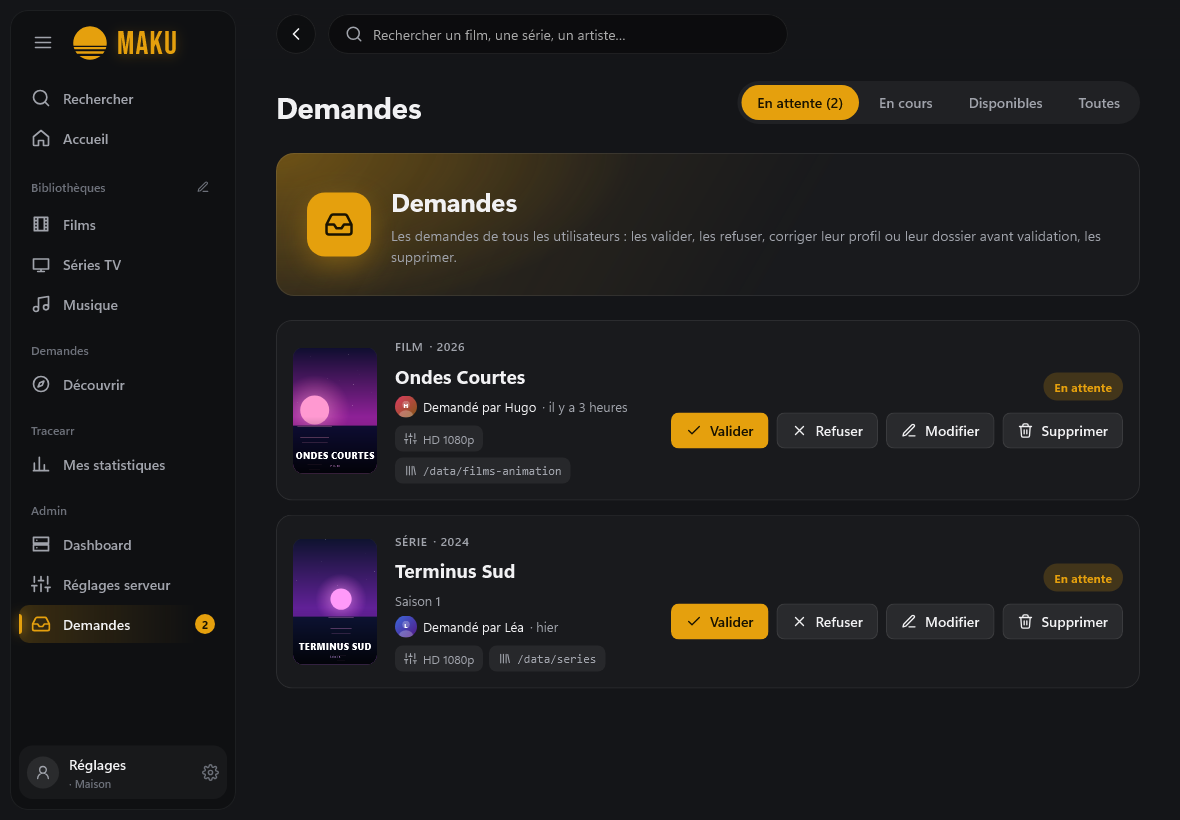 MAKU
Rechercher un film, une série, un artiste…
Rechercher
Accueil
Bibliothèques
Films
Séries TV
Musique
Demandes
Découvrir
Tracearr
Mes statistiques
Admin
Dashboard
Réglages serveur
Demandes 2
Réglages
· Maison
Demandes
En attente (2) En cours Disponibles Toutes
Demandes
Les demandes de tous les utilisateurs : les valider, les refuser, corriger leur profil ou leur dossier avant validation, les
supprimer.
ONDES COURTES
FILM · 2026
Ondes Courtes
H Demandé par Hugo · il y a 3 heures
HD 1080p
/data/films-animation
En attente
Valider Refuser Modifier Supprimer
TERMINUS SUD
SÉRIE · 2024
Terminus Sud
Saison 1
L Demandé par Léa · hier
HD 1080p /data/series
En attente
Valider Refuser Modifier Supprimer